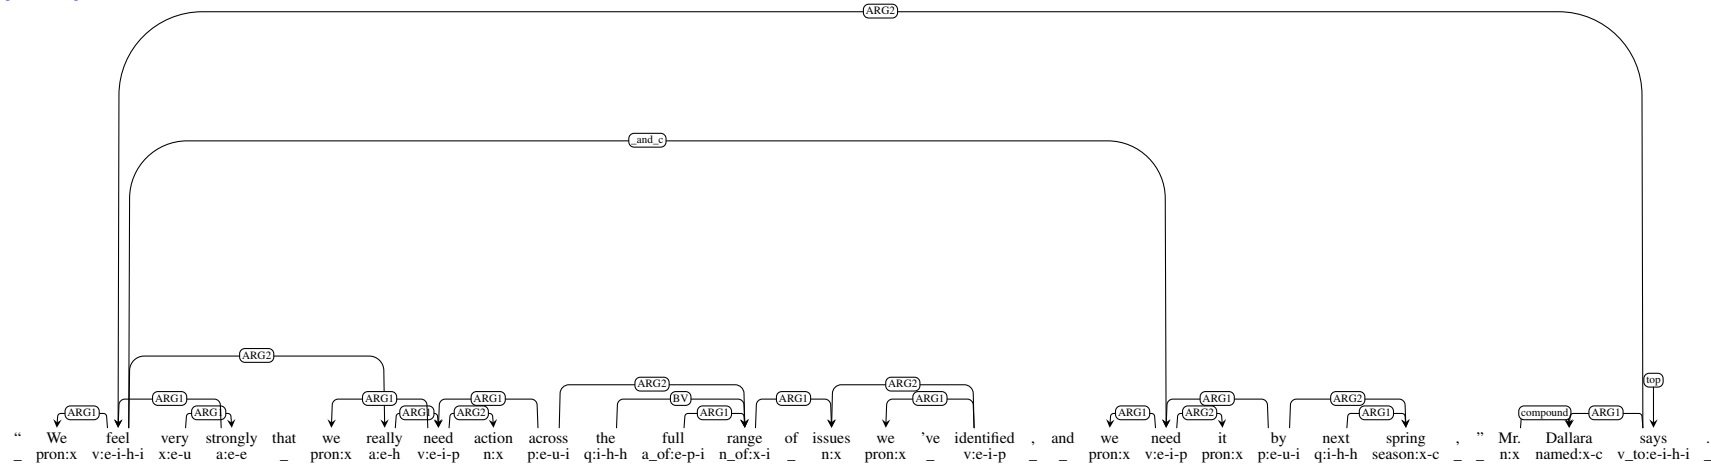 ARG2
_and_c
ARG2
top
ARG2 ARG2
ARG1 ARG1 ARG1 BV ARG1 ARG1 ARG2
ARG1 ARG1 ARG1 ARG2 ARG1 ARG1 ARG1 ARG2 ARG1 compound ARG1
“ We feel very strongly that we really need action across the full range of issues we ’ve identified , and we need it by next spring , ” Mr. Dallara says .
_ pron:x v:e-i-h-i x:e-u a:e-e _ pron:x a:e-h v:e-i-p n:x p:e-u-i q:i-h-h a_of:e-p-i n_of:x-i _ n:x pron:x _ v:e-i-p _ _ pron:x v:e-i-p pron:x p:e-u-i q:i-h-h season:x-c _ _ n:x named:x-c v_to:e-i-h-i _